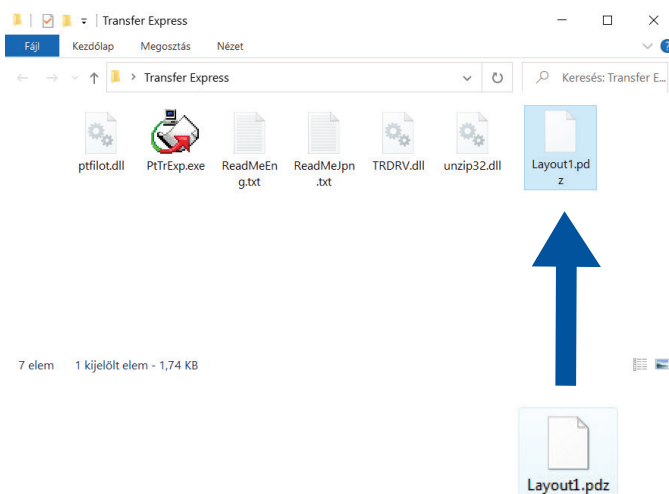 Transfer Express
Fájl Kezdőlap Megosztás Nézet
Transfer Express Keresés: Transfer E...
ptfilot.dll PtTrExp.exe ReadMeEn TRDRV.dll unzip32.dll Layout1.pd
g.txt ReadMeJpn z
.txt
7 elem 1 kijelölt elem - 1,74 KB
Layout1.pdz